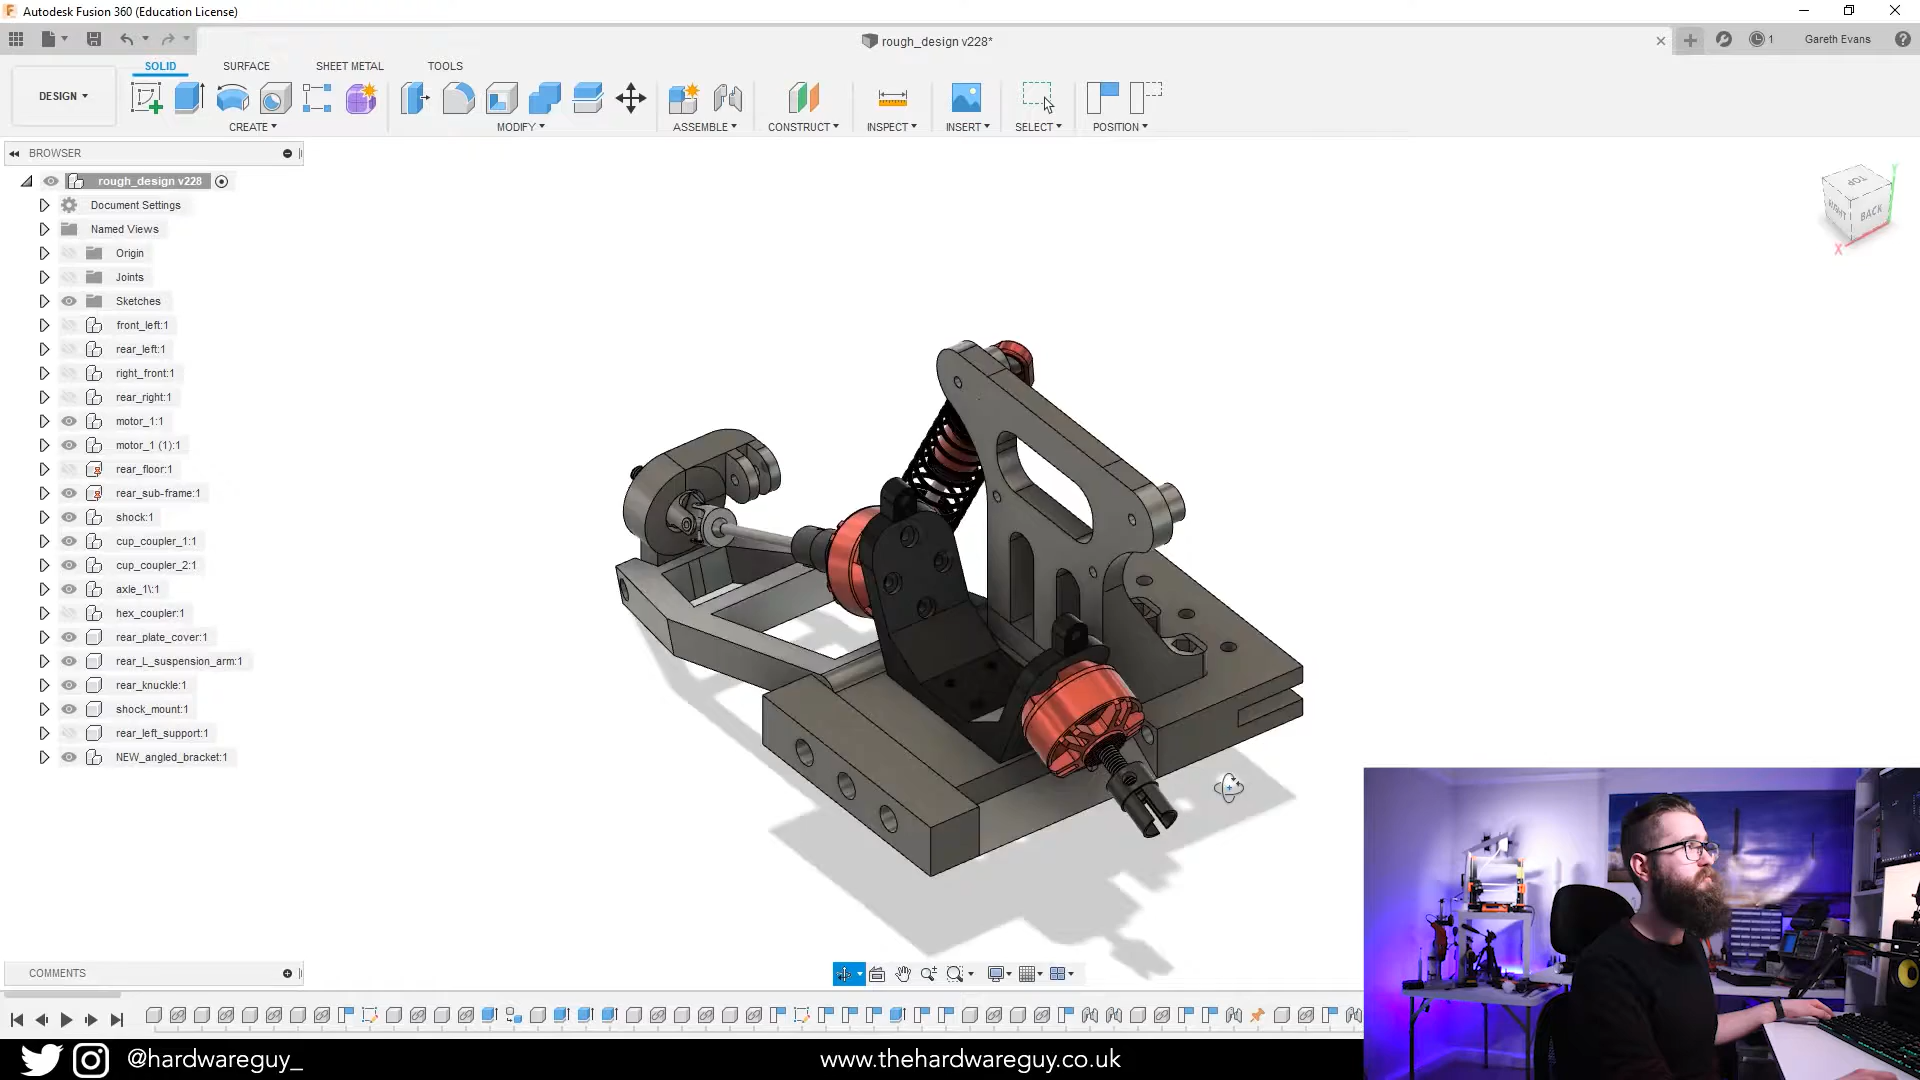 Autodesk Fusion 360 (Education License)
rough_design v228*
1
Gareth Evans
DESIGN
SOLID
SURFACE
SHEET METAL
TOOLS
CREATE
MODIFY
ASSEMBLE
CONSTRUCT
INSPECT
INSERT
SELECT
POSITION
BROWSER
rough_design v228
Document Settings
Named Views
Origin
Joints
Sketches
front_left:1
rear_left:1
right_front:1
rear_right:1
motor_1:1
motor_1 (1):1
rear_floor:1
rear_sub-frame:1
shock:1
cup_coupler_1:1
cup_coupler_2:1
axle_1\:1
hex_coupler:1
rear_plate_cover:1
rear_L_suspension_arm:1
rear_knuckle:1
shock_mount:1
rear_left_support:1
NEW_angled_bracket:1
TOP
RIGHT
BACK
Y
X
COMMENTS
@hardwareguy_
www.thehardwareguy.co.uk